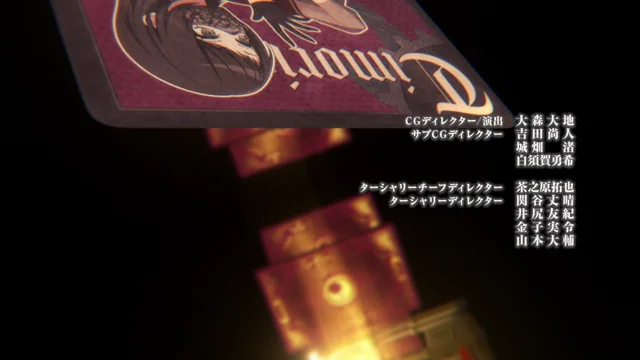 Timoris
CGディレクター/演出 大森大地
サブCGディレクター 吉田尚人
城畑 渚
白須賀勇希
ターシャリーチーフディレクター 茶之原拓也
ターシャリーディレクター 関谷丈晴
井尻友紀
金子実令
山本大輔